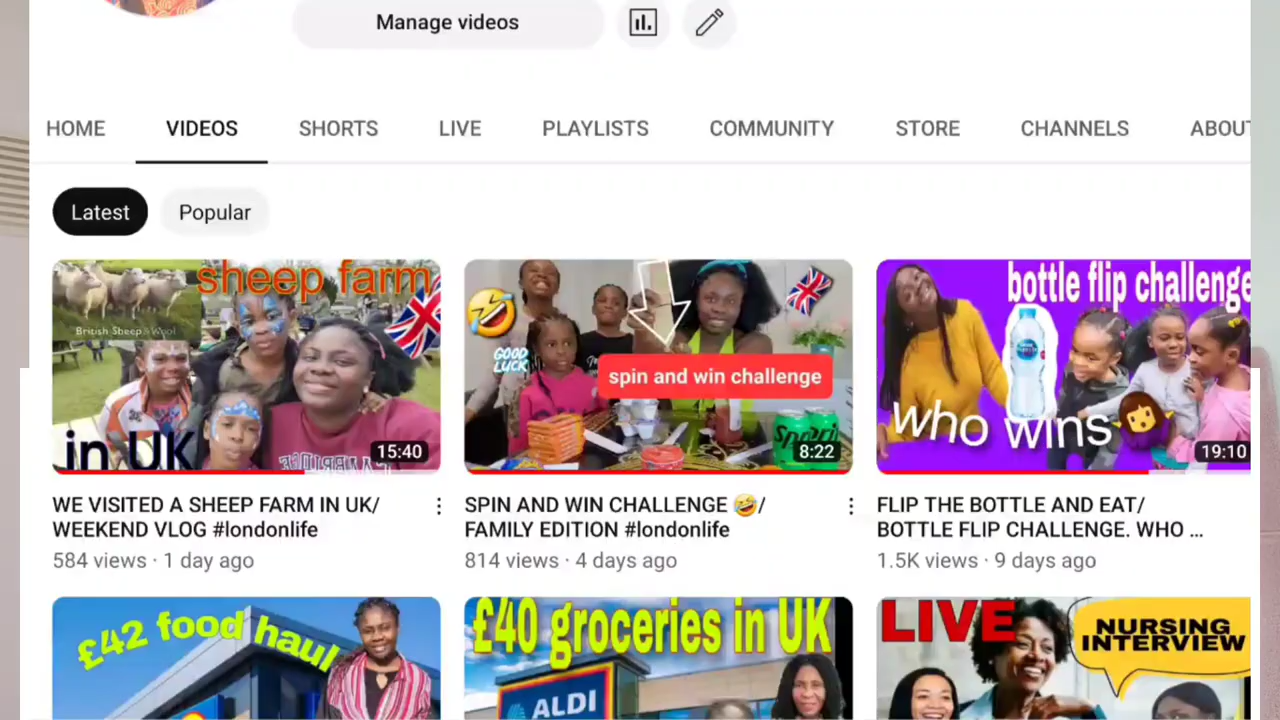 Manage videos
HOME VIDEOS SHORTS LIVE PLAYLISTS COMMUNITY STORE CHANNELS ABOUT
Latest Popular
sheep farm
British Sheep & Wool
in UK
15:40
GOOD LUCK
spin and win challenge
8:22
bottle flip challenge
who wins
19:10
WE VISITED A SHEEP FARM IN UK/
WEEKEND VLOG #londonlife
584 views · 1 day ago
SPIN AND WIN CHALLENGE 🤣/
FAMILY EDITION #londonlife
814 views · 4 days ago
FLIP THE BOTTLE AND EAT/
BOTTLE FLIP CHALLENGE. WHO ...
1.5K views · 9 days ago
£42 food haul
£40 groceries in UK
ALDI
LIVE
NURSING
INTERVIEW